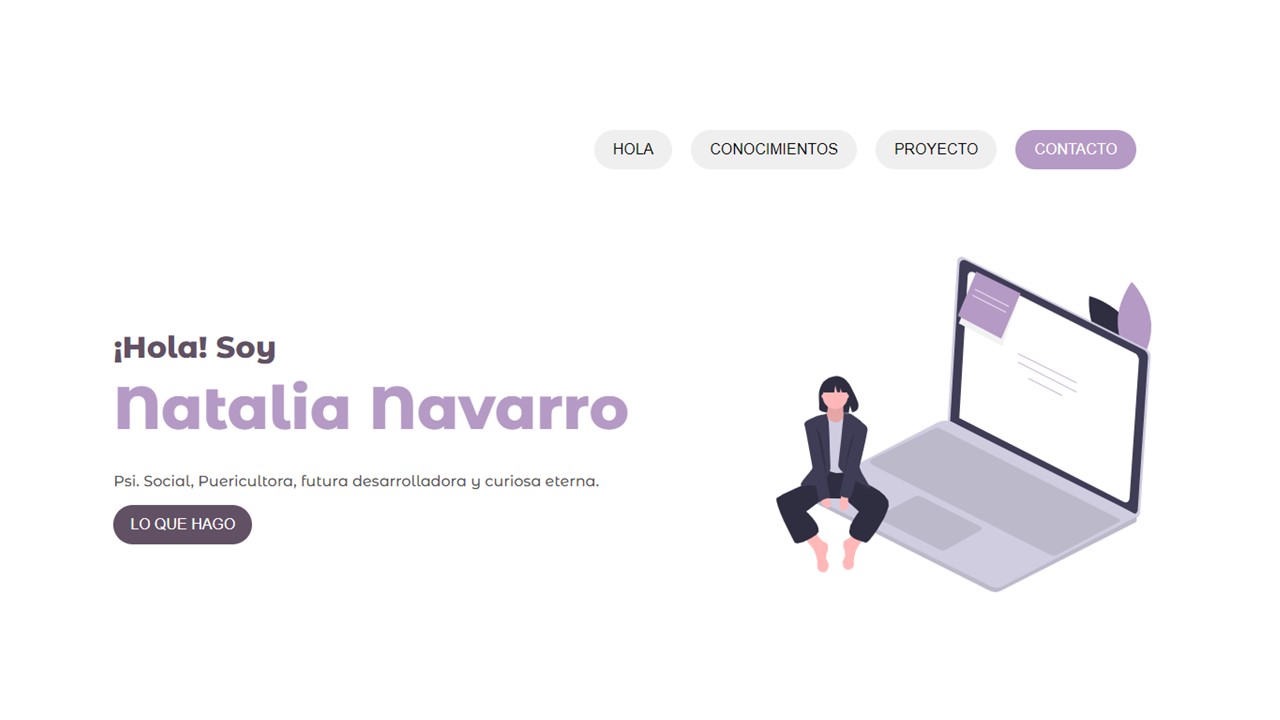 HOLA CONOCIMIENTOS PROYECTO CONTACTO
¡Hola! Soy
Natalia Navarro
Psi. Social, Puericultora, futura desarrolladora y curiosa eterna.
LO QUE HAGO